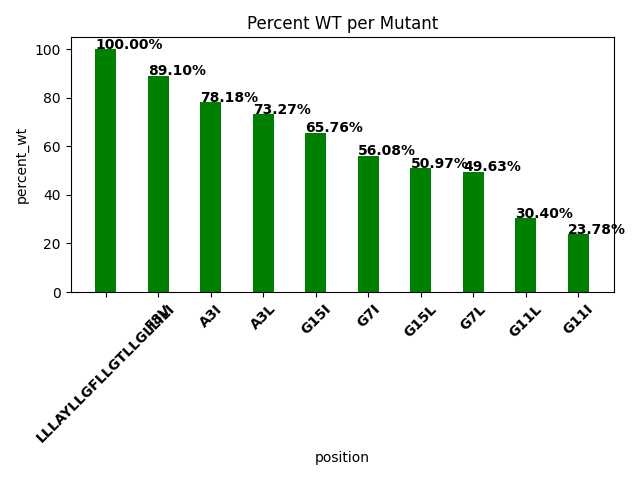 Percent WT per Mutant
percent_wt
100
80
60
40
20
0
100.00%
89.10%
78.18%
73.27%
65.76%
56.08%
50.97%
49.63%
30.40%
23.78%
F8V
A3I
A3L
G15I
G7I
G15L
G7L
G11L
G11I
position